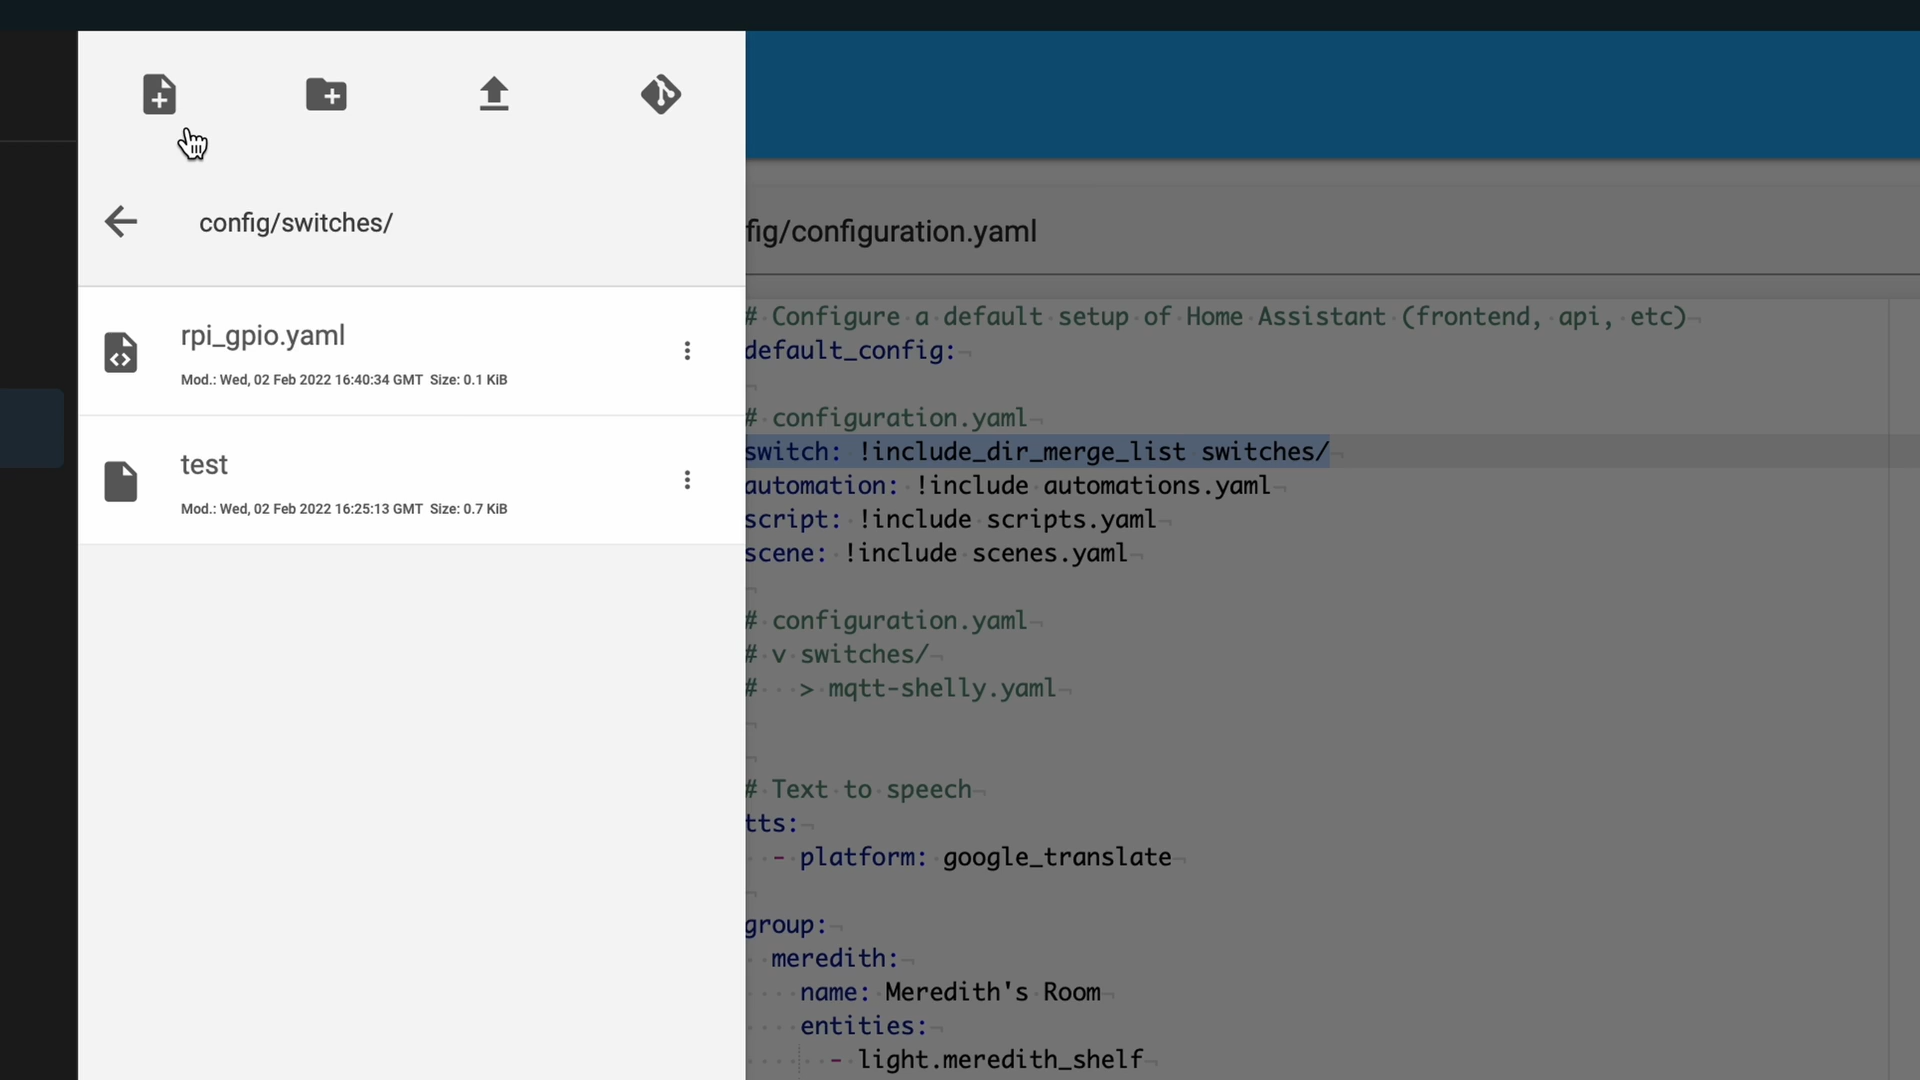 config/switches/
rpi_gpio.yaml
Mod.: Wed, 02 Feb 2022 16:40:34 GMT Size: 0.1 KiB
test
Mod.: Wed, 02 Feb 2022 16:25:13 GMT Size: 0.7 KiB
fig/configuration.yaml
# Configure a default setup of Home Assistant (frontend, api, etc)
default_config:
# configuration.yaml
switch: !include_dir_merge_list switches/
automation: !include automations.yaml
script: !include scripts.yaml
scene: !include scenes.yaml
# configuration.yaml
# v switches/
#   > mqtt-shelly.yaml
# Text to speech
tts:
  - platform: google_translate
group:
  meredith:
    name: Meredith's Room
    entities:
      - light.meredith_shelf